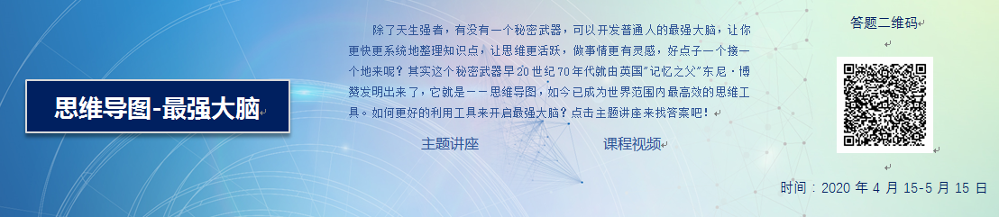 思维导图-最强大脑
除了天生强者，有没有一个秘密武器，可以开发普通人的最强大脑，让你
更快更系统地整理知识点，让思维更活跃，做事情更有灵感，好点子一个接一
个地来呢？其实这个秘密武器早20世纪70年代就由英国"记忆之父"东尼·博
赞发明出来了，它就是——思维导图，如今已成为世界范围内最高效的思维工
具。如何更好的利用工具来开启最强大脑？点击主题讲座来找答案吧！
主题讲座 课程视频
答题二维码
时间：2020 年 4 月 15-5 月 15 日